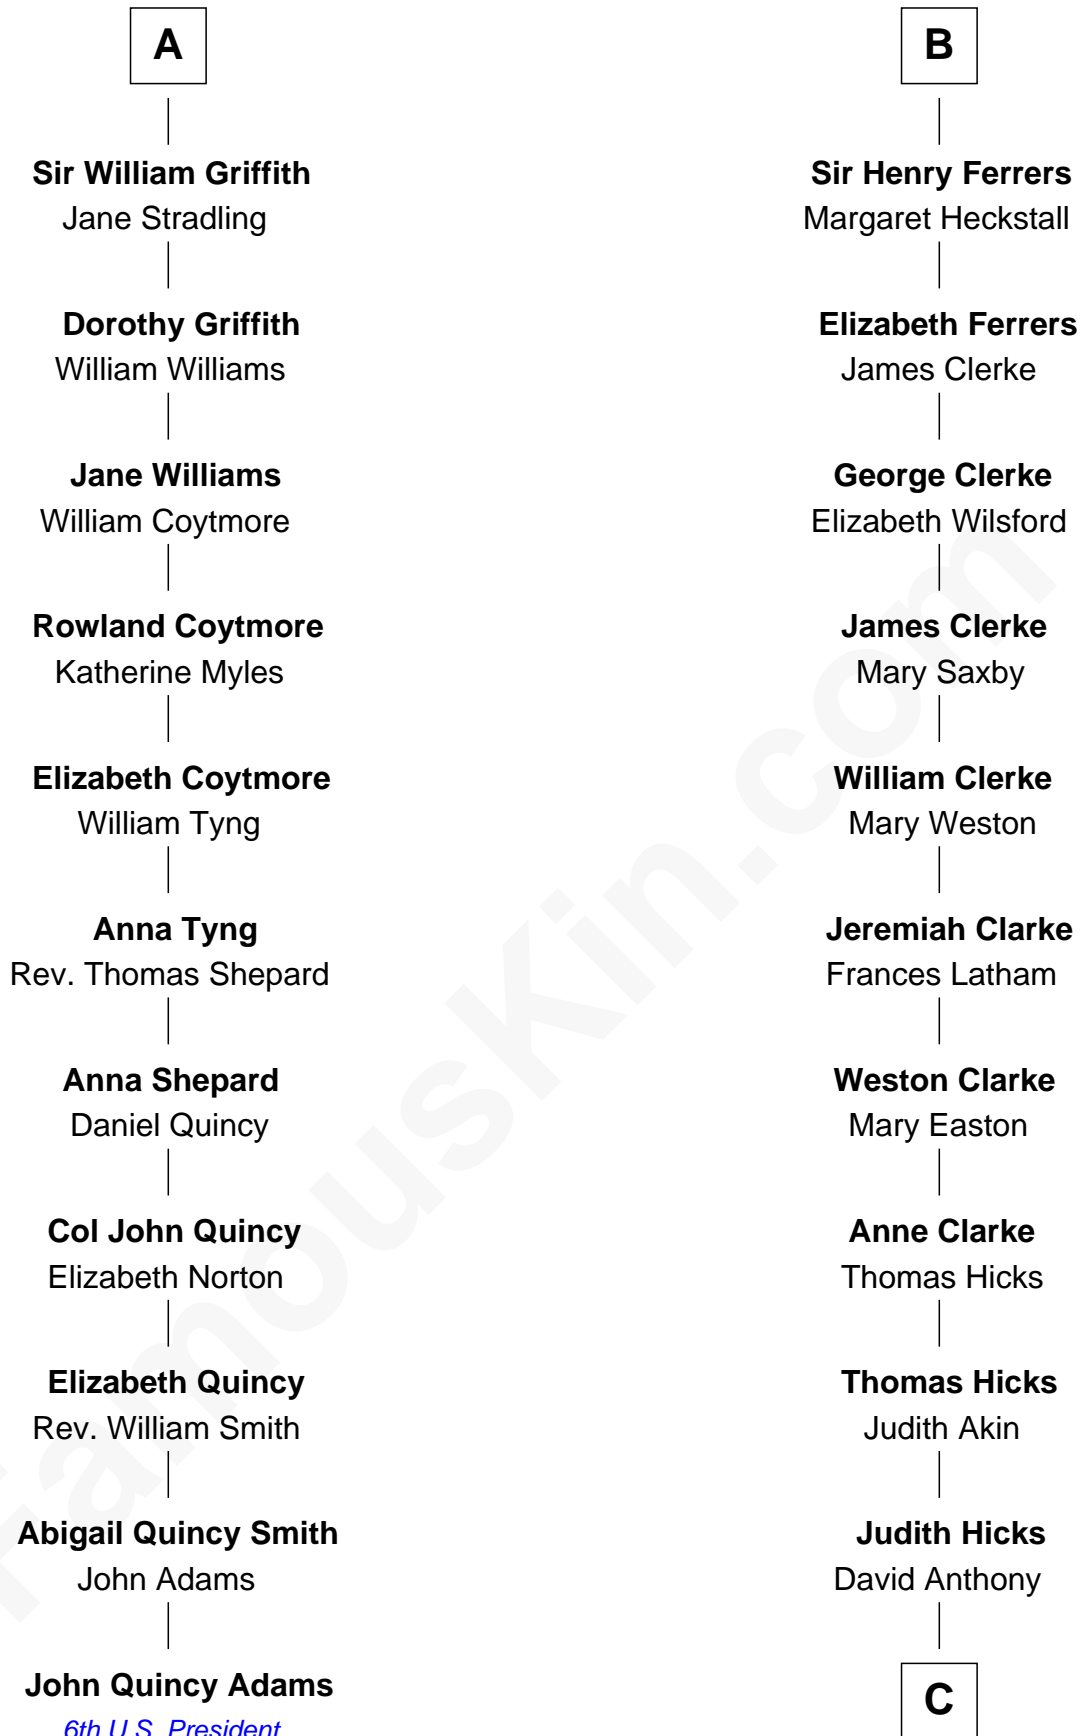 A
Sir William Griffith
Jane Stradling
Dorothy Griffith
William Williams
Jane Williams
William Coytmore
Rowland Coytmore
Katherine Myles
Elizabeth Coytmore
William Tyng
Anna Tyng
Rev. Thomas Shepard
Anna Shepard
Daniel Quincy
Col John Quincy
Elizabeth Norton
Elizabeth Quincy
Rev. William Smith
Abigail Quincy Smith
John Adams
John Quincy Adams
6th U.S. President
B
Sir Henry Ferrers
Margaret Heckstall
Elizabeth Ferrers
James Clerke
George Clerke
Elizabeth Wilsford
James Clerke
Mary Saxby
William Clerke
Mary Weston
Jeremiah Clarke
Frances Latham
Weston Clarke
Mary Easton
Anne Clarke
Thomas Hicks
Thomas Hicks
Judith Akin
Judith Hicks
David Anthony
C
FamousKin.com